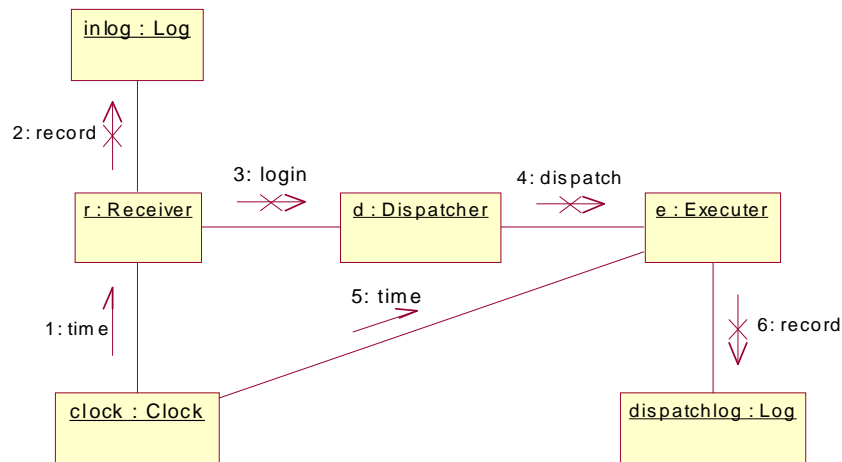 inlog : Log
2: record
3: login
4: dispatch
r : Receiver
d : Dispatcher
e : Executer
1: time
5: time
6: record
clock : Clock
dispatchlog : Log